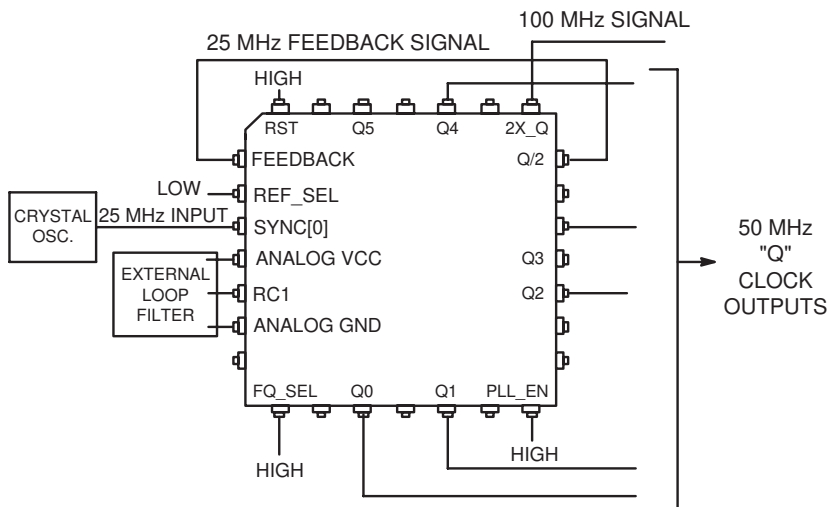 100 MHz SIGNAL
25 MHz FEEDBACK SIGNAL
HIGH
RST
Q5
Q4
2X_Q
FEEDBACK
Q/2
LOW
REF_SEL
CRYSTAL
OSC.
25 MHz INPUT
SYNC[0]
ANALOG VCC
Q3
EXTERNAL
LOOP
FILTER
RC1
Q2
ANALOG GND
50 MHz
"Q"
CLOCK
OUTPUTS
FQ_SEL
Q0
Q1
PLL_EN
HIGH
HIGH